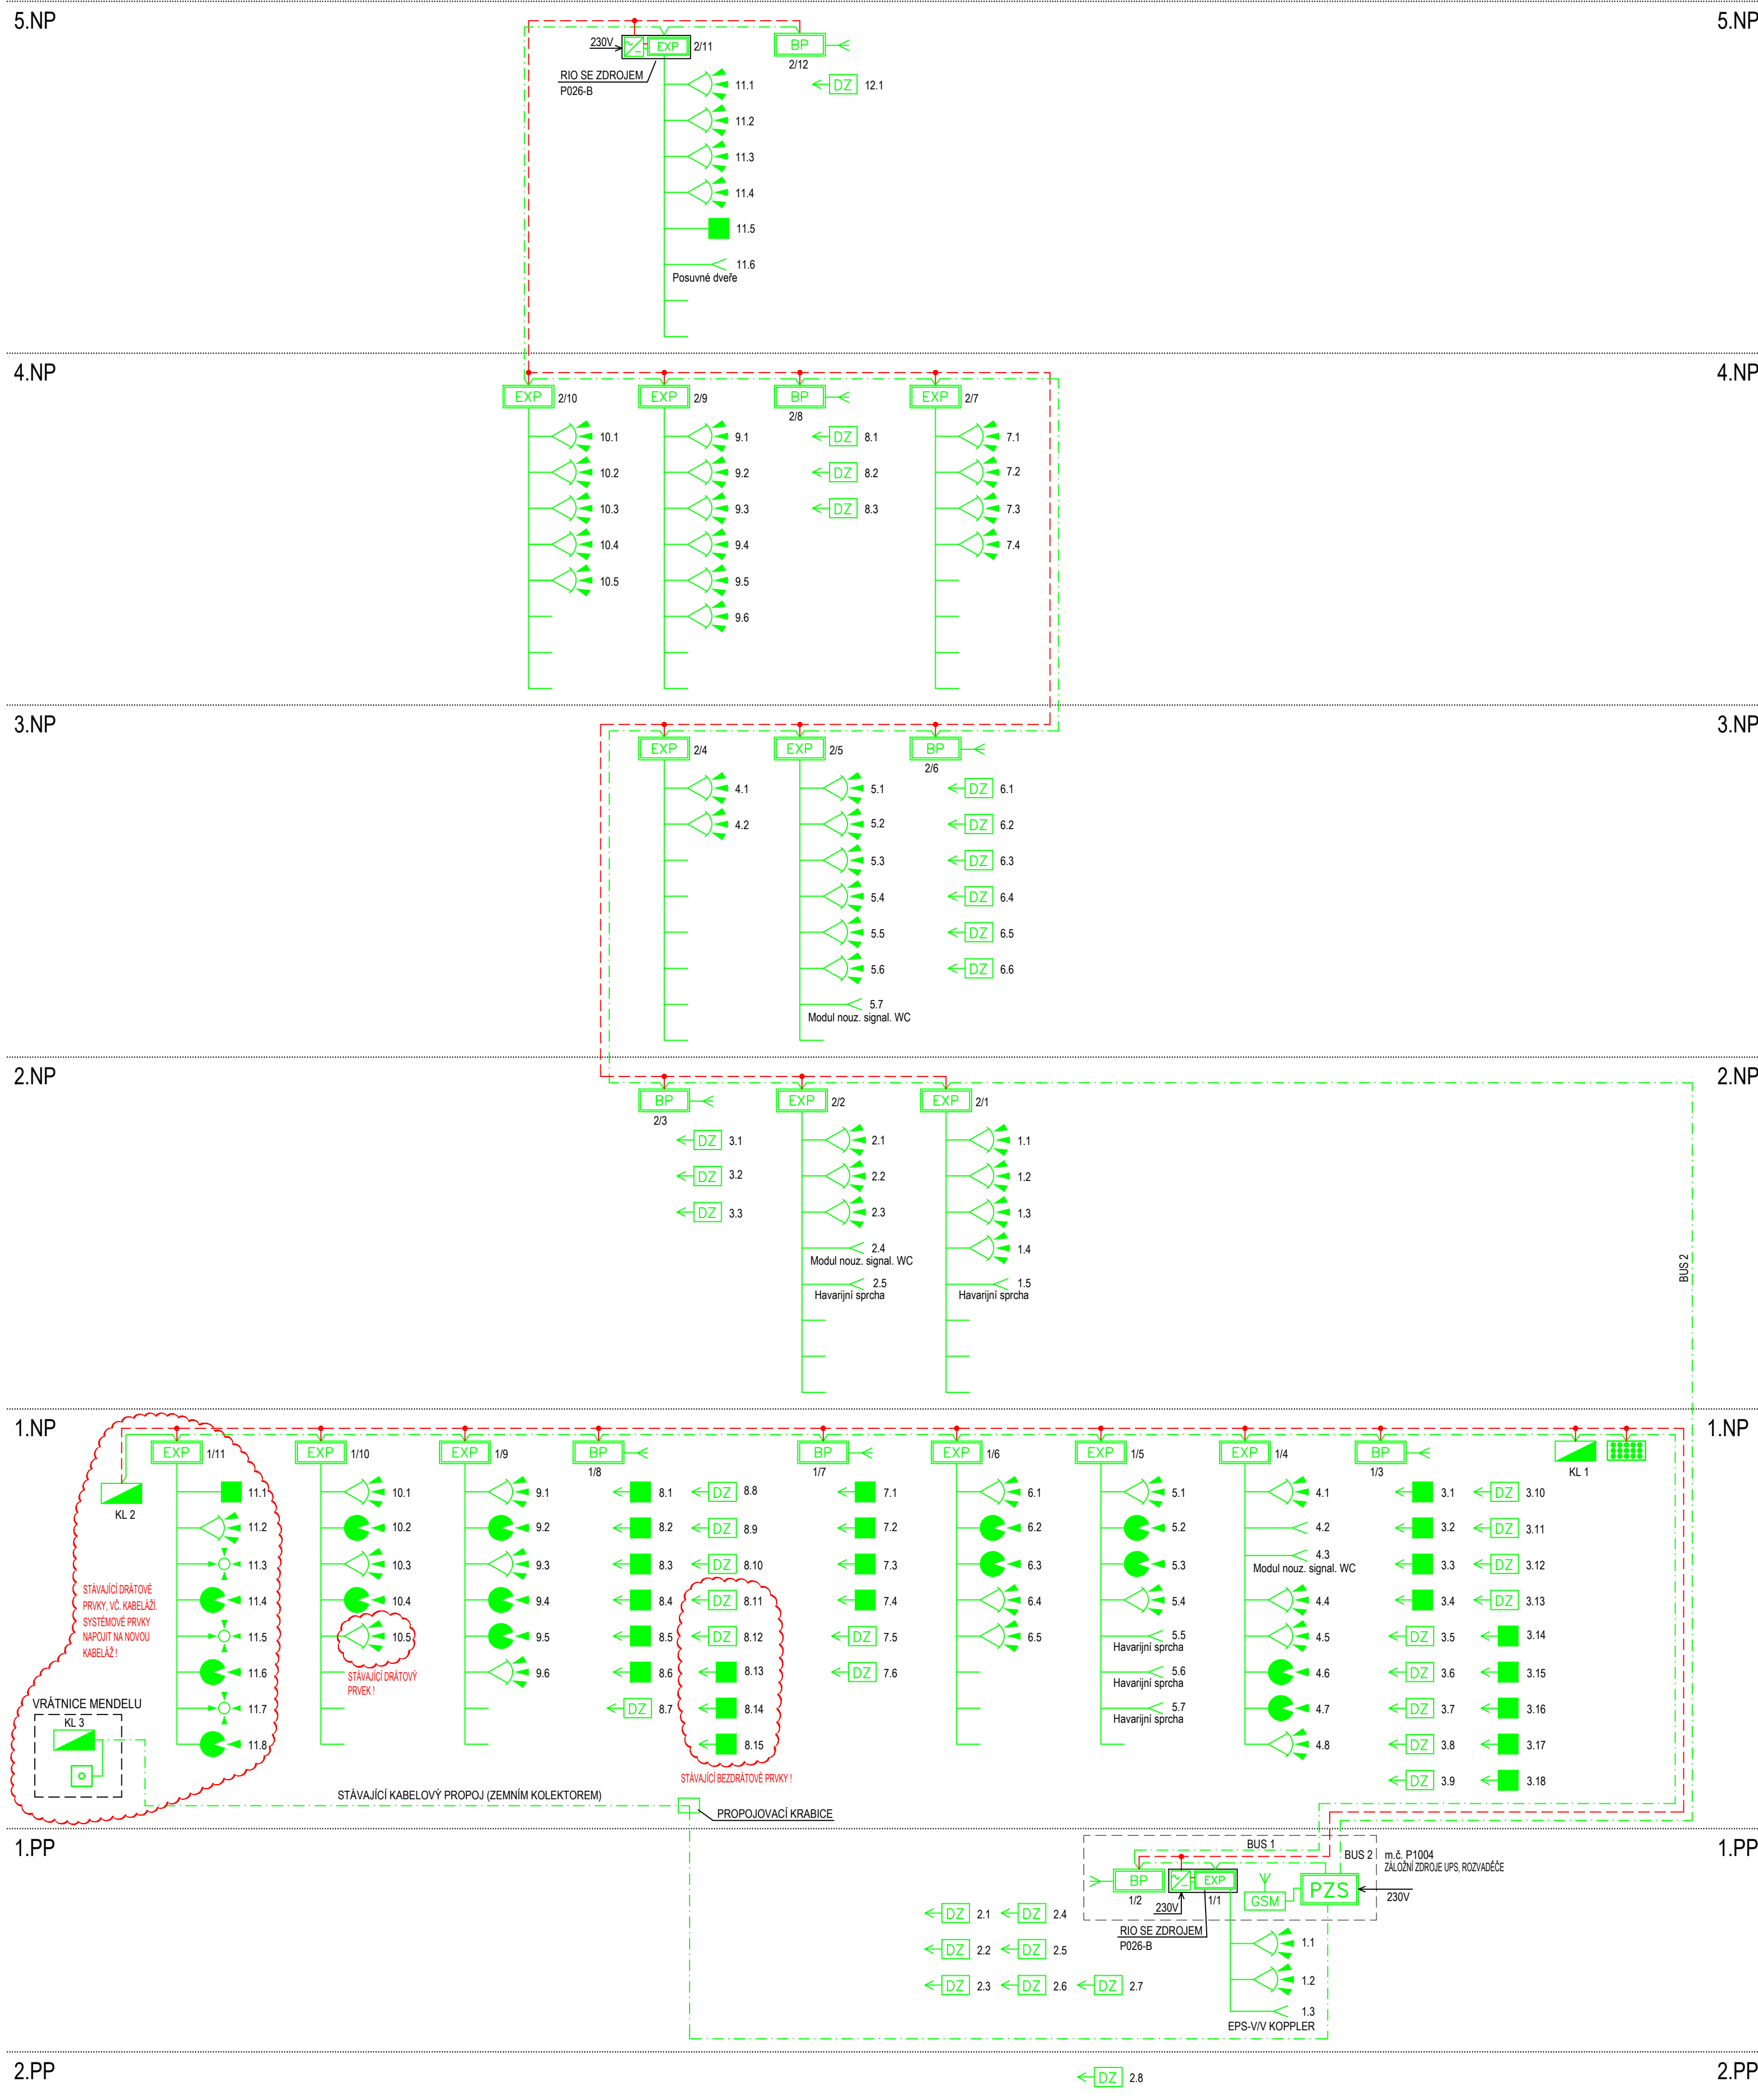 5.NP
5.NP
230V
EXP
2/11
BP
2/12
RIO SE ZDROJEM
P026-B
11.1
DZ
12.1
11.2
11.3
11.4
11.5
11.6
Posuvné dveře
4.NP
4.NP
EXP
2/10
EXP
2/9
BP
2/8
EXP
2/7
10.1
9.1
DZ
8.1
7.1
10.2
9.2
DZ
8.2
7.2
10.3
9.3
DZ
8.3
7.3
10.4
9.4
7.4
10.5
9.5
9.6
3.NP
3.NP
EXP
2/4
EXP
2/5
BP
2/6
4.1
5.1
DZ
6.1
4.2
5.2
DZ
6.2
5.3
DZ
6.3
5.4
DZ
6.4
5.5
DZ
6.5
5.6
DZ
6.6
5.7
Modul nouz. signal. WC
2.NP
2.NP
BP
2/3
EXP
2/2
EXP
2/1
DZ
3.1
2.1
1.1
DZ
3.2
2.2
1.2
DZ
3.3
2.3
1.3
2.4
1.4
Modul nouz. signal. WC
2.5
Havarijní sprcha
1.5
Havarijní sprcha
BUS 2
1.NP
1.NP
KL 2
EXP
1/11
11.1
11.2
11.3
11.4
11.5
11.6
11.7
11.8
STÁVAJÍCÍ DRÁTOVÉ
PRVKY, VČ. KABELÁŽÍ.
SYSTÉMOVÉ PRVKY
NAPOJIT NA NOVOU
KABELÁŽ !
VRÁTNICE MENDELU
KL 3
EXP
1/10
10.1
10.2
10.3
10.4
10.5
STÁVAJÍCÍ DRÁTOVÝ
PRVEK !
EXP
1/9
9.1
9.2
9.3
9.4
9.5
9.6
BP
1/8
8.1
8.2
8.3
8.4
8.5
8.6
DZ
8.7
DZ
8.8
DZ
8.9
DZ
8.10
DZ
8.11
DZ
8.12
8.13
8.14
8.15
STÁVAJÍCÍ BEZDRÁTOVÉ PRVKY !
BP
1/7
7.1
7.2
7.3
7.4
DZ
7.5
DZ
7.6
EXP
1/6
6.1
6.2
6.3
6.4
6.5
EXP
1/5
5.1
5.2
5.3
5.4
5.5
Havarijní sprcha
5.6
Havarijní sprcha
5.7
Havarijní sprcha
EXP
1/4
4.1
4.2
4.3
Modul nouz. signal. WC
4.4
4.5
4.6
4.7
4.8
BP
1/3
3.1
3.2
3.3
3.4
DZ
3.5
DZ
3.6
DZ
3.7
DZ
3.8
DZ
3.9
DZ
3.10
DZ
3.11
DZ
3.12
DZ
3.13
3.14
3.15
3.16
3.17
3.18
KL 1
STÁVAJÍCÍ KABELOVÝ PROPOJ (ZEMNÍM KOLEKTOREM)
PROPOJOVACÍ KRABICE
1.PP
1.PP
BUS 1
BUS 2
m.č. P1004
ZÁLOŽNÍ ZDROJE UPS, ROZVADĚČE
BP
1/2
EXP
1/1
GSM
PZS
230V
230V
RIO SE ZDROJEM
P026-B
DZ
2.1
DZ
2.4
DZ
2.2
DZ
2.5
DZ
2.3
DZ
2.6
DZ
2.7
1.1
1.2
1.3
EPS-V/V KOPPLER
2.PP
2.PP
DZ
2.8